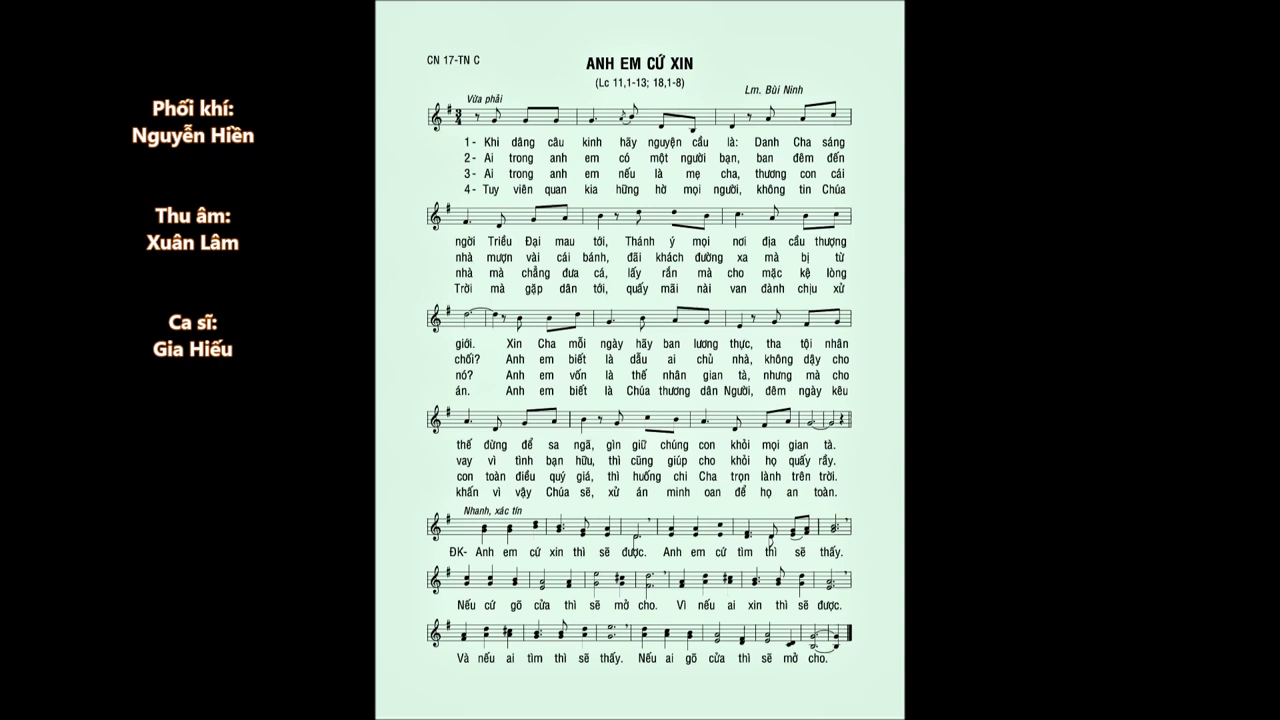 Phối khí:
Nguyễn Hiền
Thu âm:
Xuân Lâm
Ca sĩ:
Gia Hiếu
CN 17-TN C
ANH EM CỨ XIN
(Lc 11,1-13; 18,1-8)
Lm. Bùi Ninh
Vừa phải
1- Khi dâng câu kinh hãy nguyện cầu là: Danh Cha sáng
2- Ai trong anh em có một người bạn, ban đêm đến
3- Ai trong anh em nếu là mẹ cha, thương con cái
4- Tuy viên quan kia hững hờ mọi người, không tin Chúa
ngời Triều Đại mau tới, Thánh ý mọi nơi địa cầu thượng
nhà mượn vài cái bánh, đãi khách đường xa mà bị từ
nhà mà chẳng đưa cá, lấy rắn mà cho mặc kệ lòng
Trời mà gặp dân tới, quấy mãi nài van đành chịu xử
giới. Xin Cha mỗi ngày hãy ban lương thực, tha tội nhân
chối? Anh em biết là dẫu ai chủ nhà, không dậy cho
nó? Anh em vốn là thế nhân gian tà, nhưng mà cho
án. Anh em biết là Chúa thương dân Người, đêm ngày kêu
thế đừng để sa ngã, gìn giữ chúng con khỏi mọi gian tà.
vay vì tình bạn hữu, thì cũng giúp cho khỏi họ quấy rầy.
con toàn điều quý giá, thì huống chi Cha trọn lành trên trời.
khấn vì vậy Chúa sẽ, xử án minh oan để họ an toàn.
Nhanh, xác tín
ĐK- Anh em cứ xin thì sẽ được. Anh em cứ tìm thì sẽ thấy.
Nếu cứ gõ cửa thì sẽ mở cho. Vì nếu ai xin thì sẽ được.
Và nếu ai tìm thì sẽ thấy. Nếu ai gõ cửa thì sẽ mở cho.